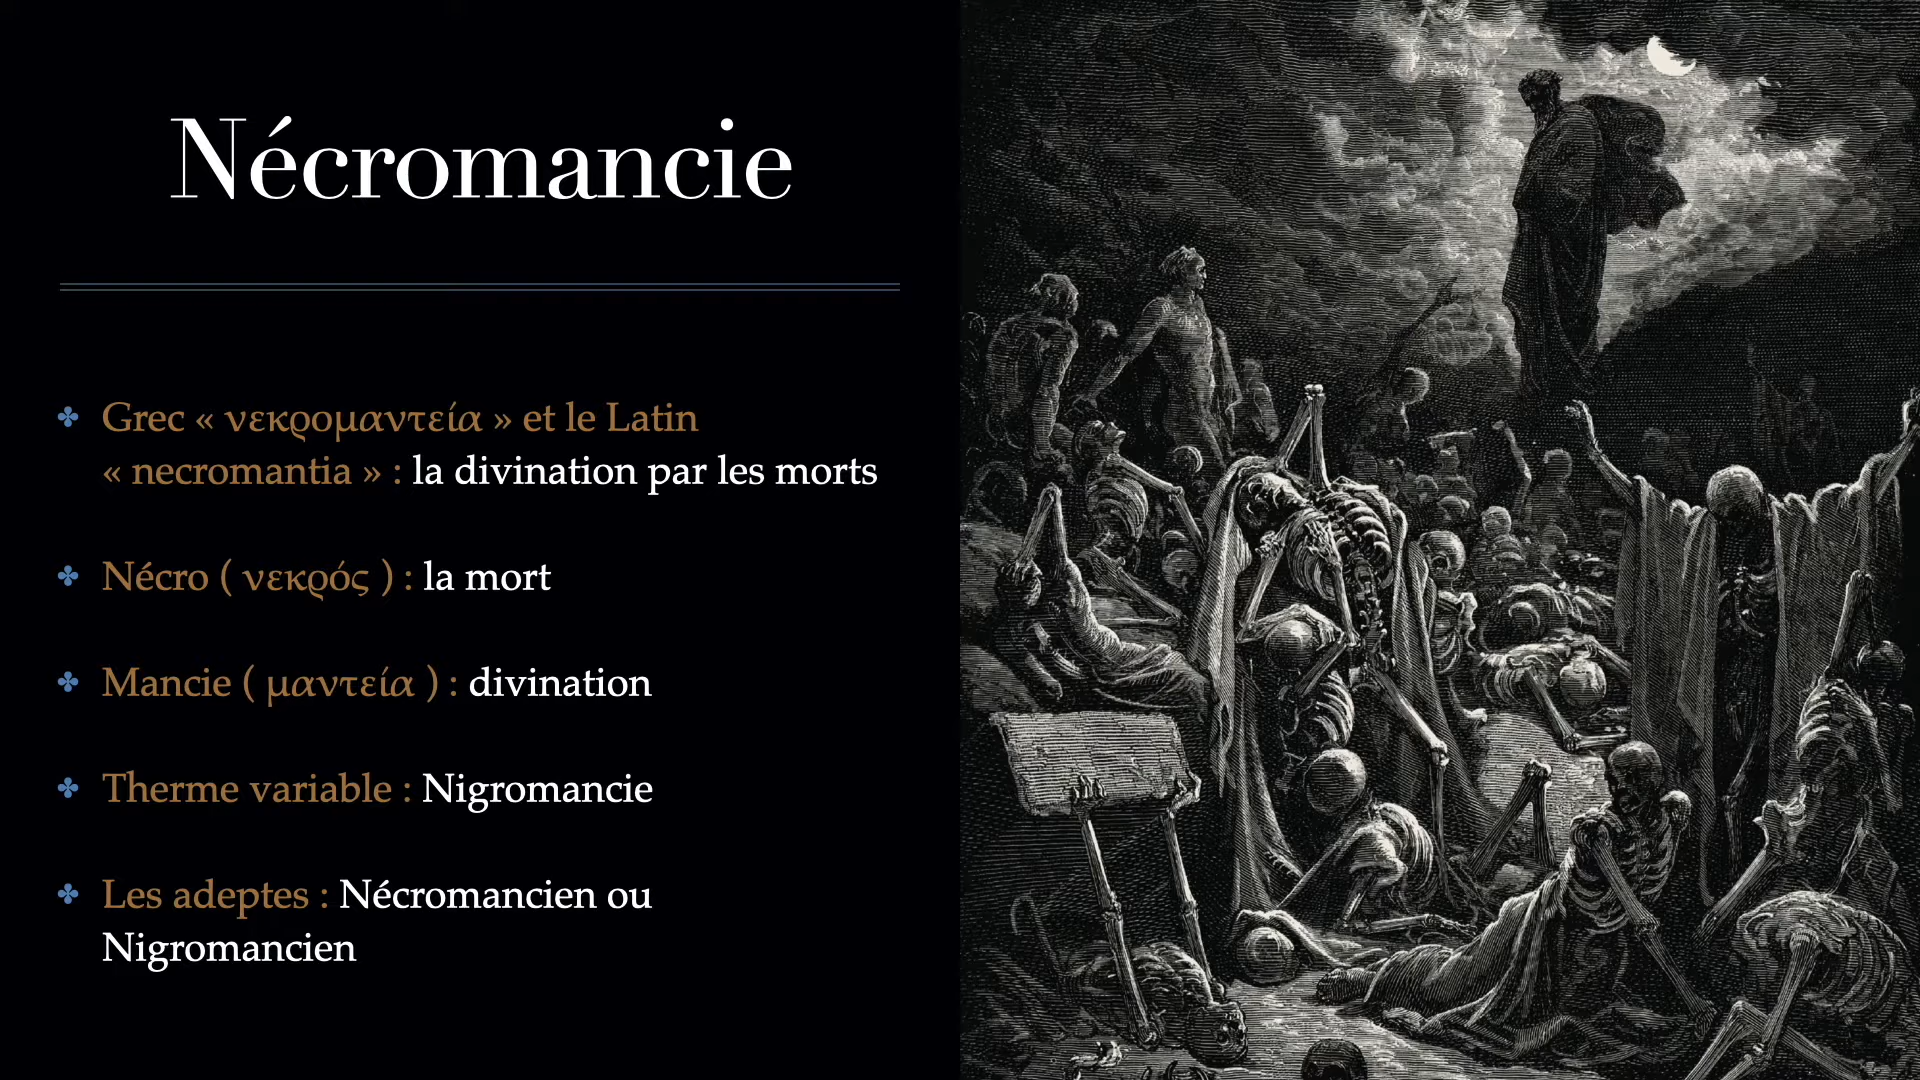 Nécromancie
Grec « νεκρομαντεία » et le Latin
« necromantia » : la divination par les morts
Nécro ( νεκρός ) : la mort
Mancie ( μαντεία ) : divination
Therme variable : Nigromancie
Les adeptes : Nécromancien ou
Nigromancien